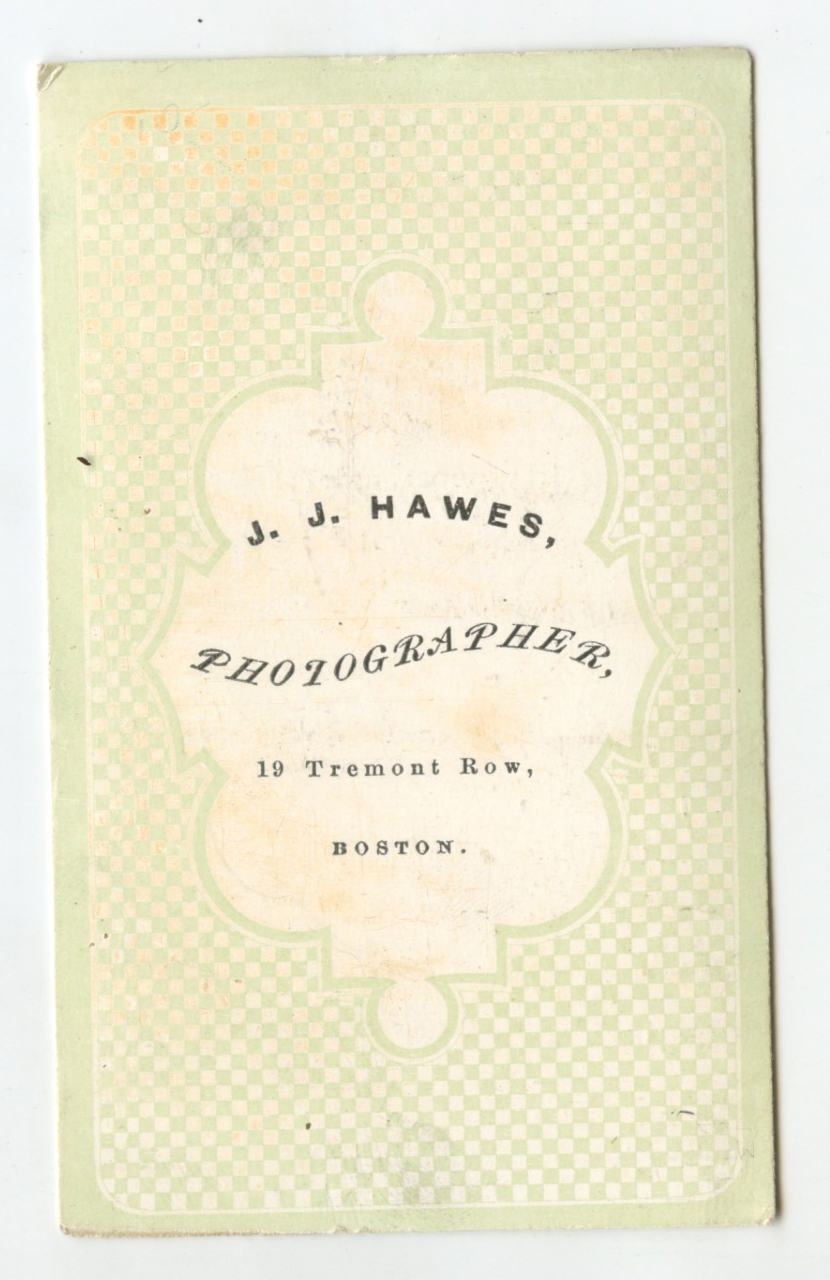 J. J. HAWES,
PHOTOGRAPHER,
19 Tremont Row,
BOSTON.